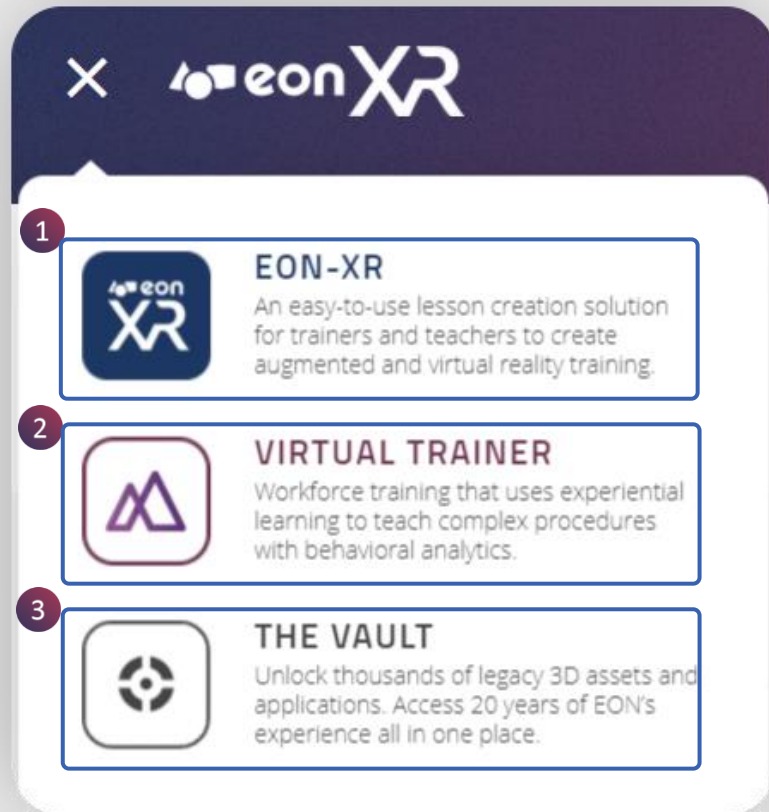 eon XR
1
eon
XR
EON-XR
An easy-to-use lesson creation solution
for trainers and teachers to create
augmented and virtual reality training.
2
VIRTUAL TRAINER
Workforce training that uses experiential
learning to teach complex procedures
with behavioral analytics.
3
THE VAULT
Unlock thousands of legacy 3D assets and
applications. Access 20 years of EON's
experience all in one place.